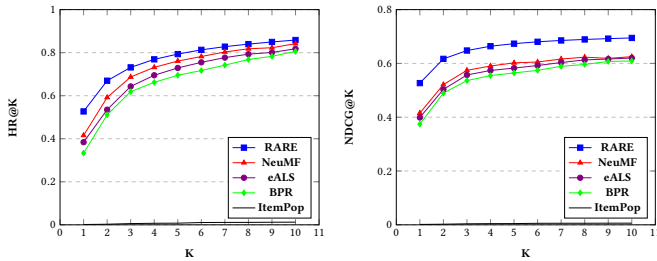 1
0.8
0.6
0.4
0.2
0
HR@K
0 1 2 3 4 5 6 7 8 9 10 11
K
RARE
NeuMF
eALS
BPR
ItemPop
0.8
0.6
0.4
0.2
0
NDCG@K
0 1 2 3 4 5 6 7 8 9 10 11
K
RARE
NeuMF
eALS
BPR
ItemPop